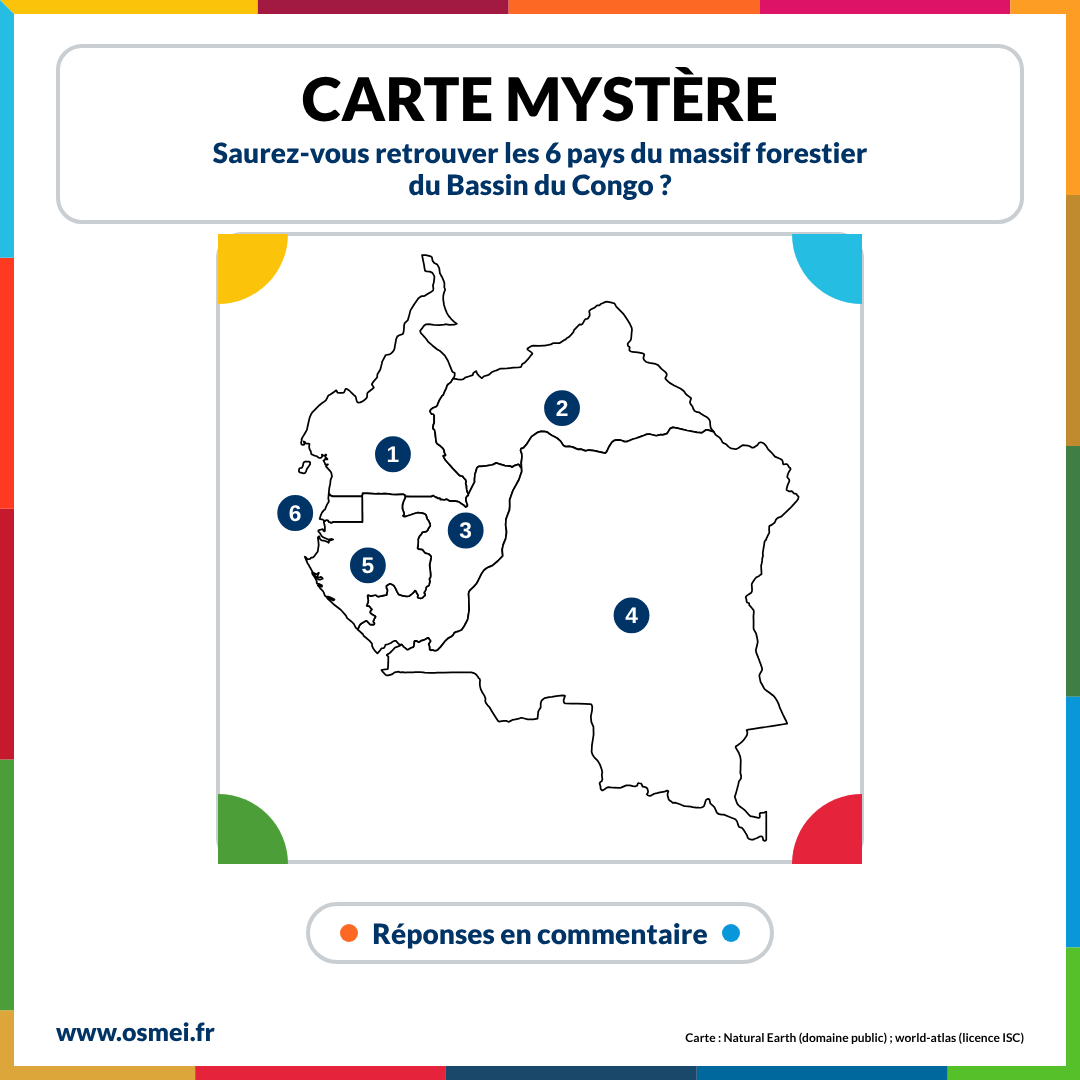 CARTE MYSTÈRE
Saurez-vous retrouver les 6 pays du massif forestier
du Bassin du Congo ?
2
1
6
3
5
4
Réponses en commentaire
www.osmei.fr
Carte : Natural Earth (domaine public) ; world-atlas (licence ISC)